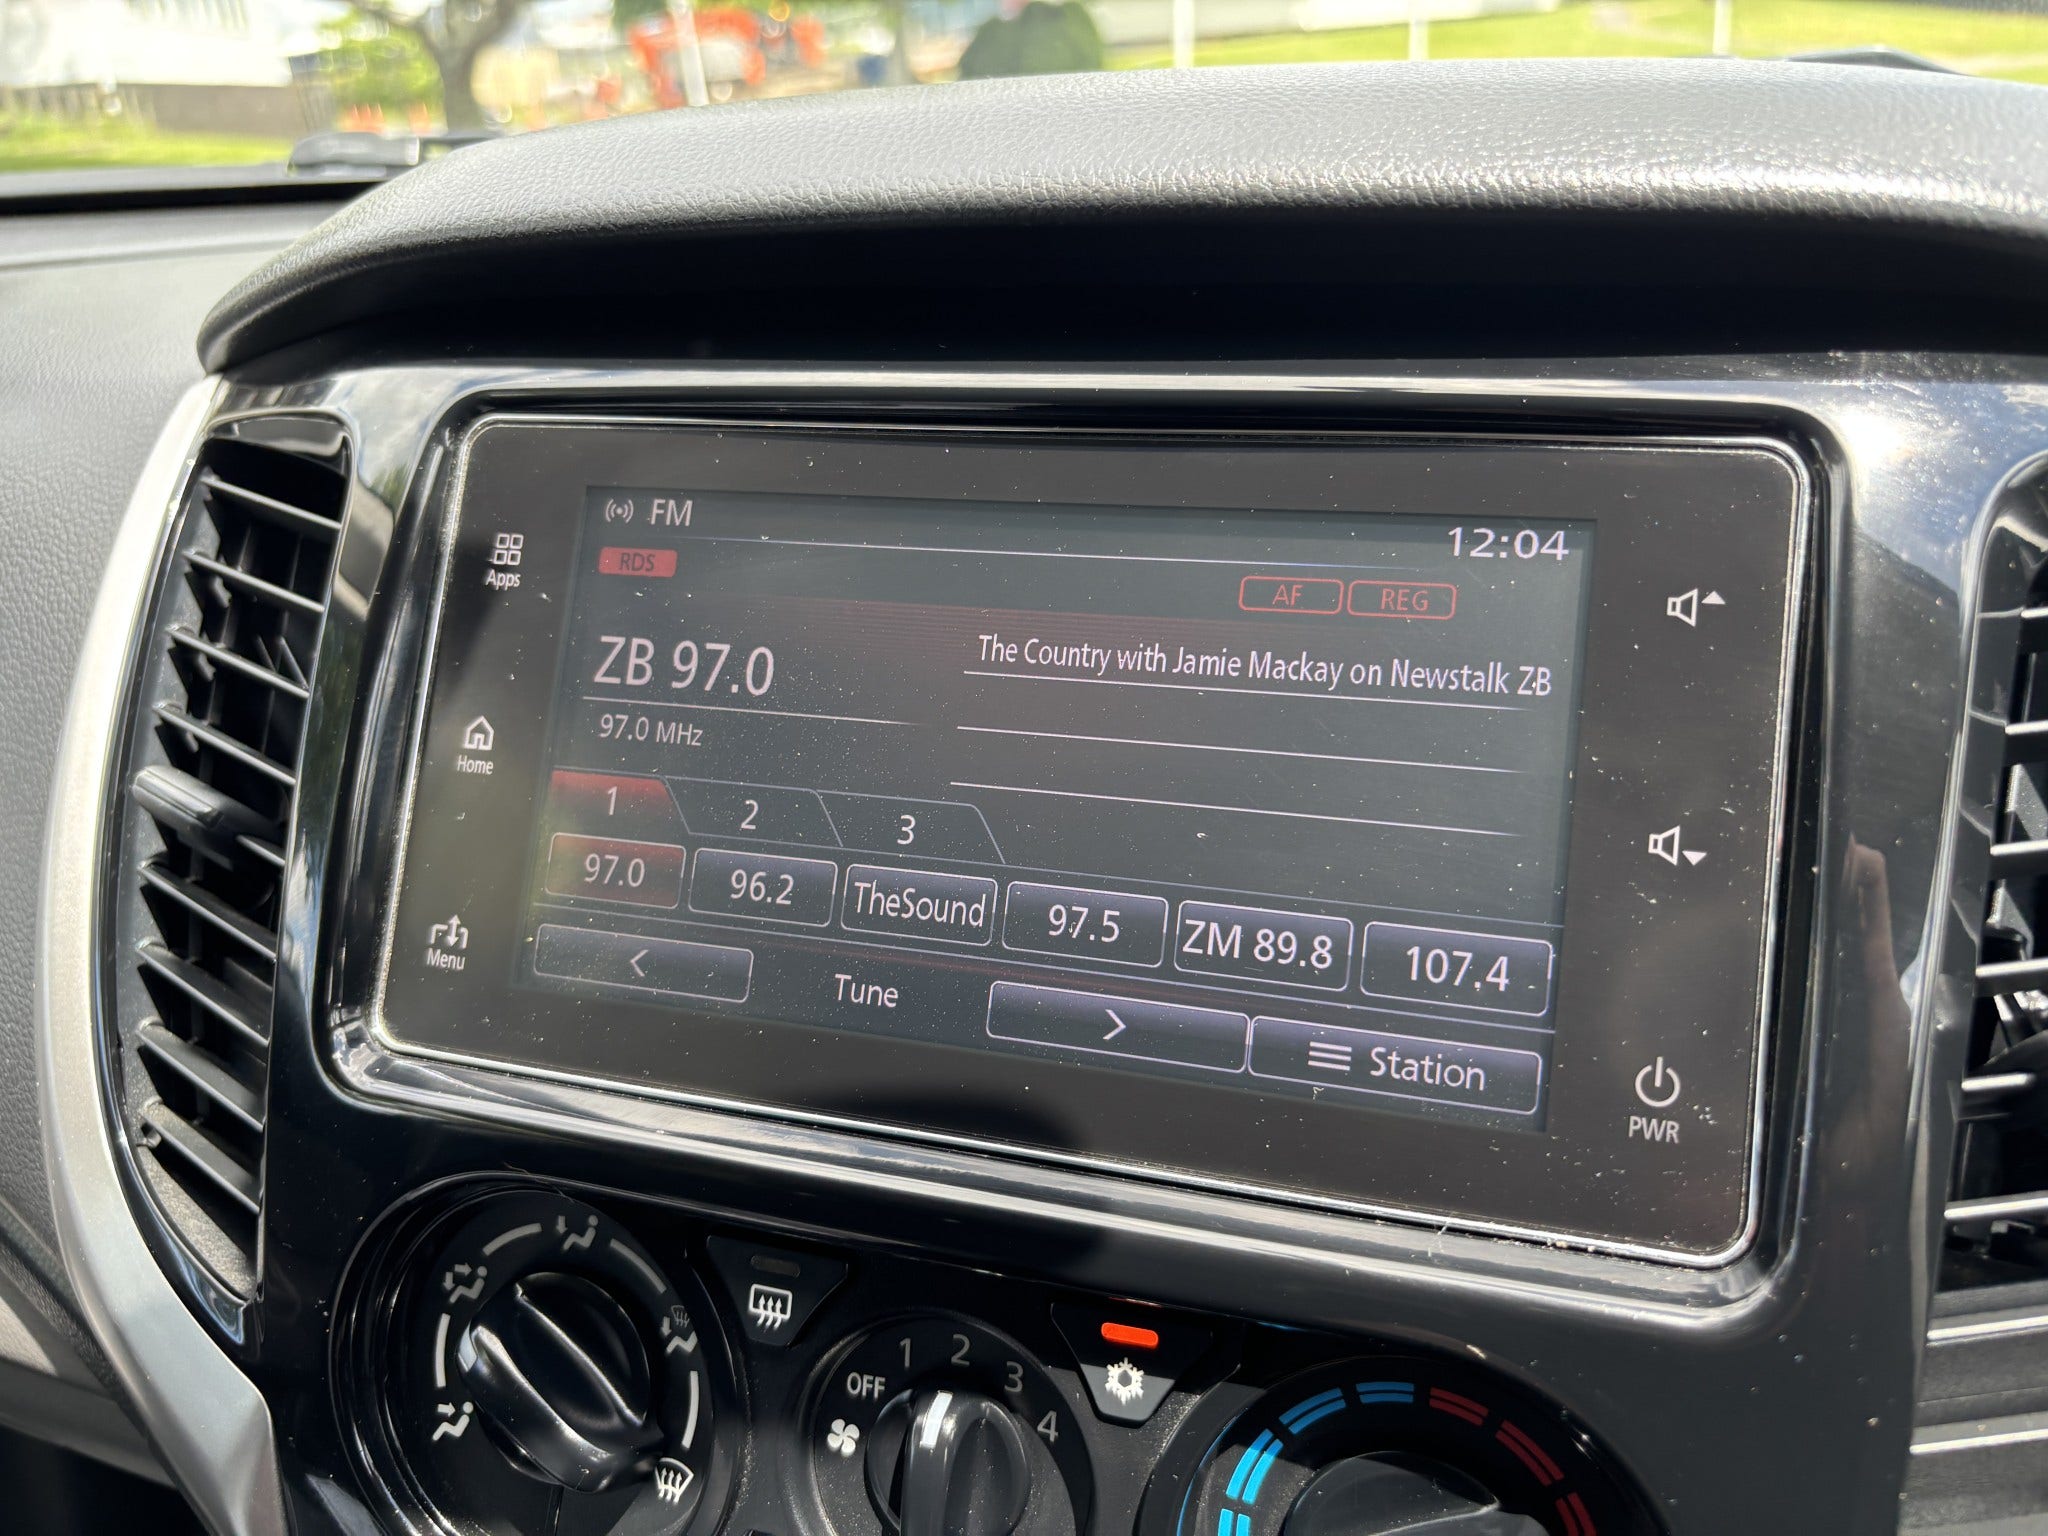 FM
12:04
RDS
AF REG
ZB 97.0
The Country with Jamie Mackay on Newstalk ZB
97.0 MHz
1 2 3
97.0 96.2 TheSound 97.5 ZM 89.8 107.4
< Tune > Station
Apps
Home
Menu
PWR
OFF 1 2 3 4